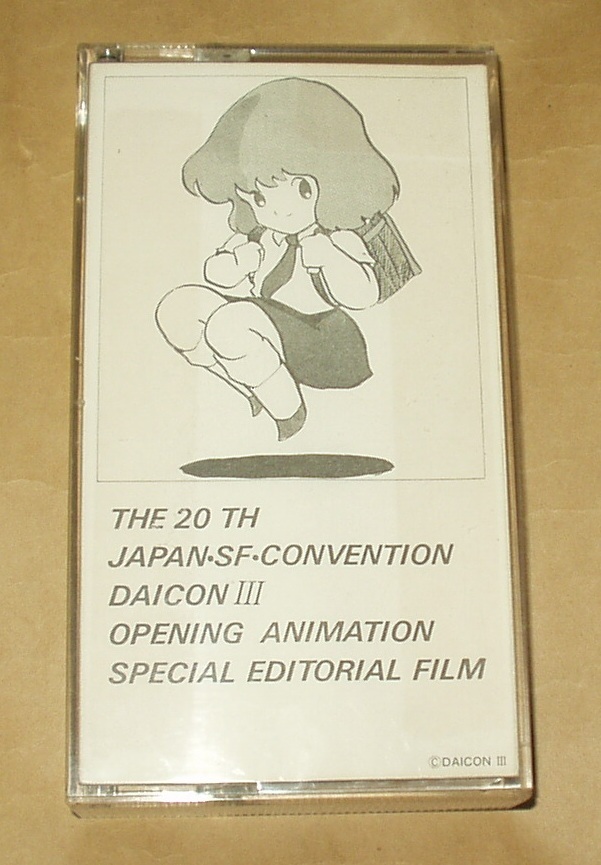 THE 20 TH
JAPAN・SF・CONVENTION
DAICON III
OPENING ANIMATION
SPECIAL EDITORIAL FILM
©DAICON III